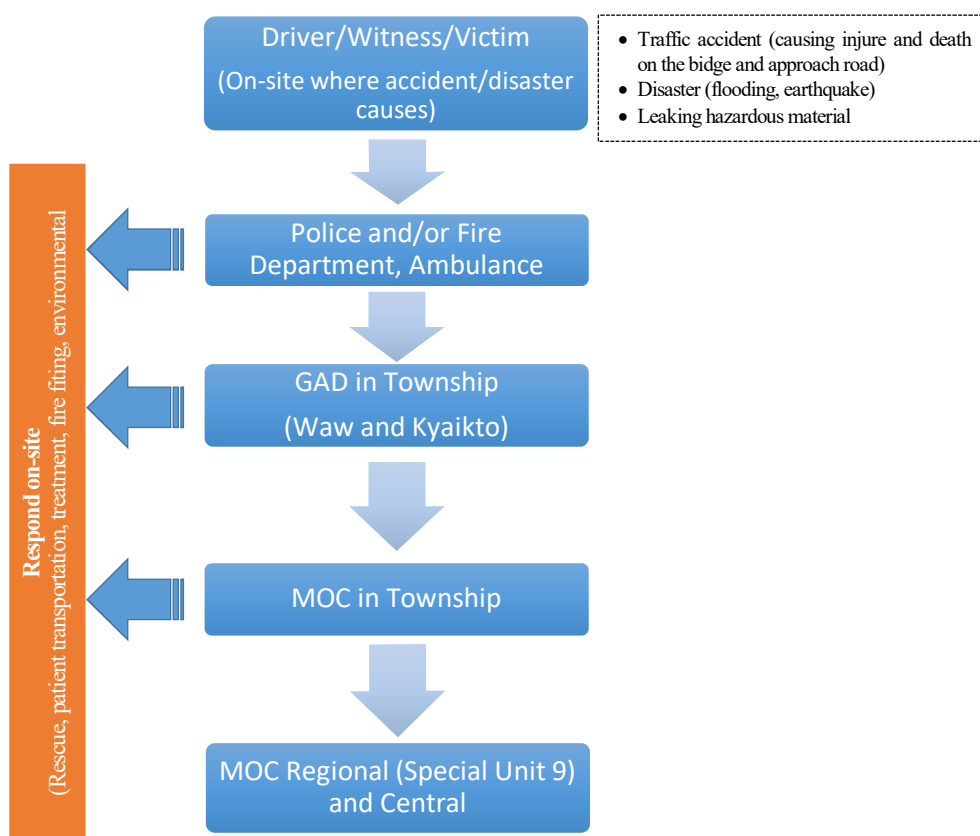 Driver/Witness/Victim
(On-site where accident/disaster
causes)
• Traffic accident (causing injure and death
on the bridge and approach road)
• Disaster (flooding, earthquake)
• Leaking hazardous material
Police and/or Fire
Department, Ambulance
GAD in Township
(Waw and Kyaikto)
MOC in Township
MOC Regional (Special Unit 9)
and Central
Respond on-site
(Rescue, patient transportation, treatment, fire fiting, environmental